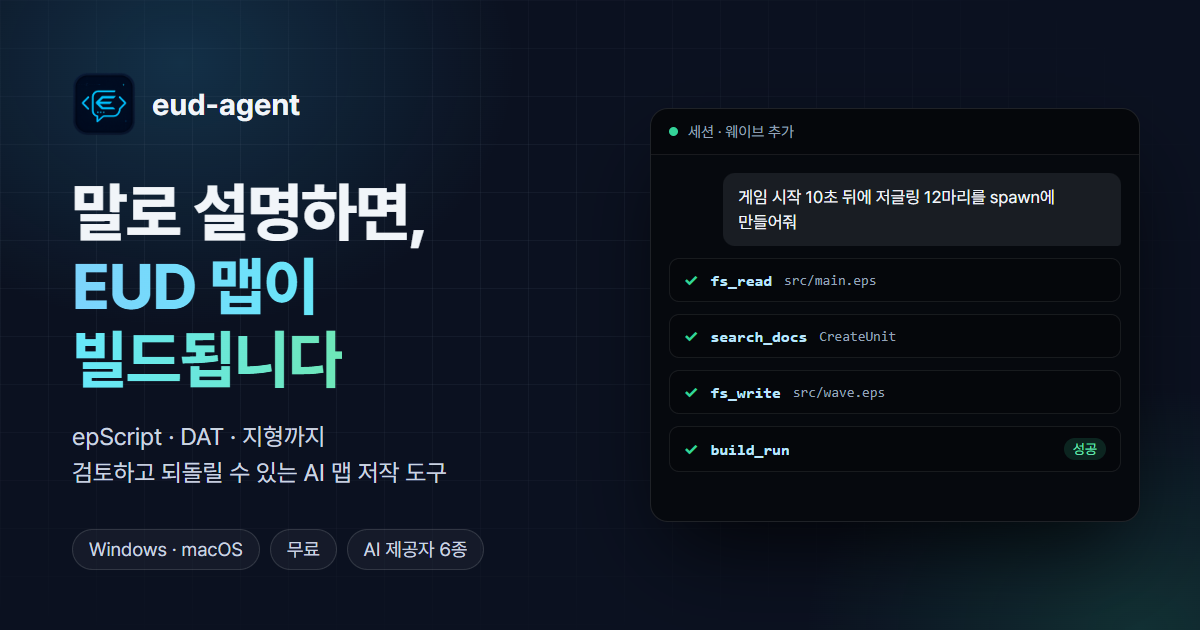 eud-agent
말로 설명하면,
EUD 맵이
빌드됩니다
epScript · DAT · 지형까지
검토하고 되돌릴 수 있는 AI 맵 저작 도구
Windows · macOS
무료
AI 제공자 6종
세션 · 웨이브 추가
게임 시작 10초 뒤에 저글링 12마리를 spawn에
만들어줘
fs_read src/main.eps
search_docs CreateUnit
fs_write src/wave.eps
build_run 성공